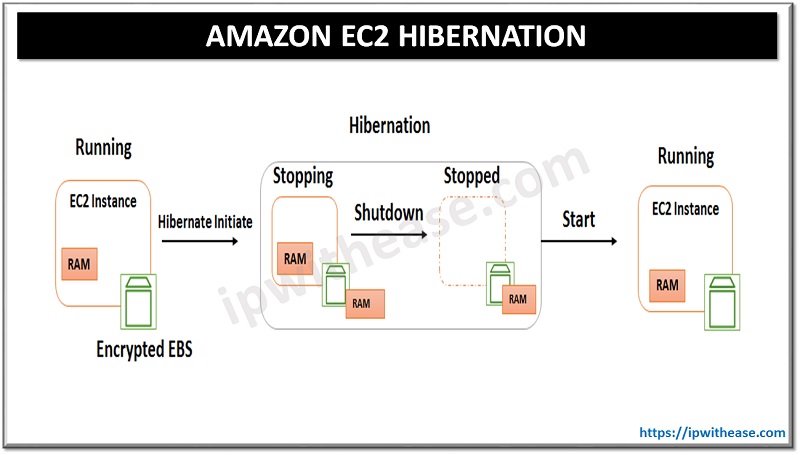 AMAZON EC2 HIBERNATION
Hibernation
Running
EC2 Instance
RAM
Encrypted EBS
Hibernate Initiate
Stopping
RAM
RAM
Shutdown
Stopped
RAM
Start
Running
EC2 Instance
RAM
ipwithease.com
https://ipwithease.com